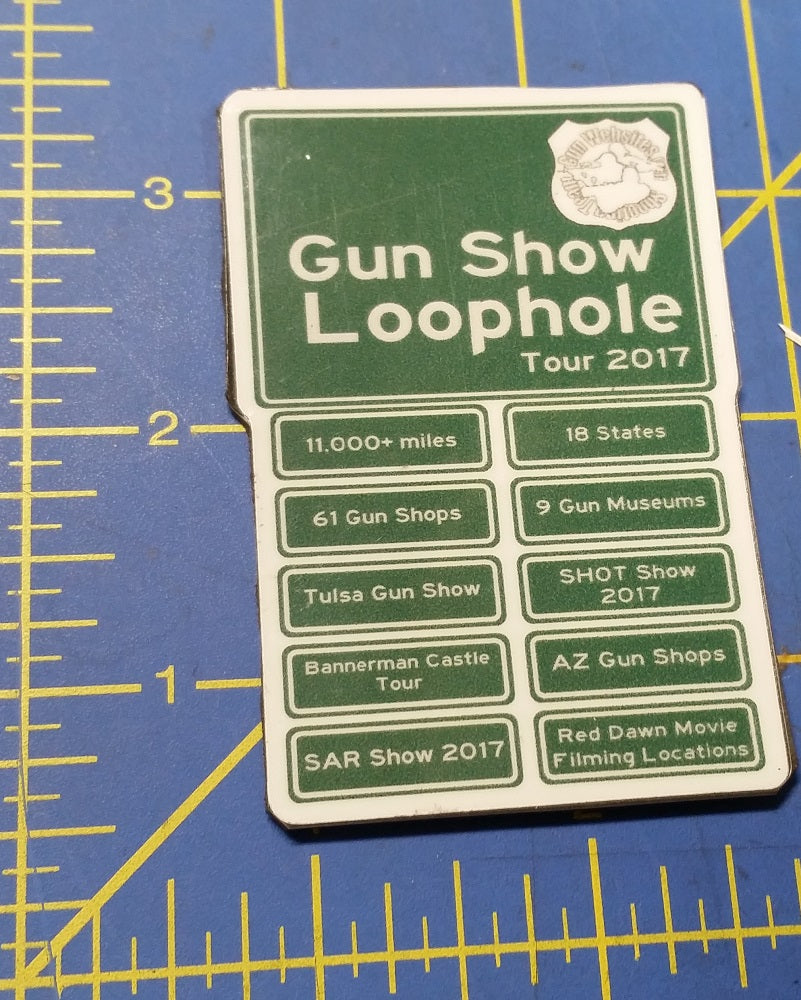 Gun Websites
Gun Show
Loophole
Tour 2017
3
2
1
11.000+ miles
18 States
61 Gun Shops
9 Gun Museums
Tulsa Gun Show
SHOT Show
2017
Bannerman Castle
Tour
AZ Gun Shops
SAR Show 2017
Red Dawn Movie
Filming Locations